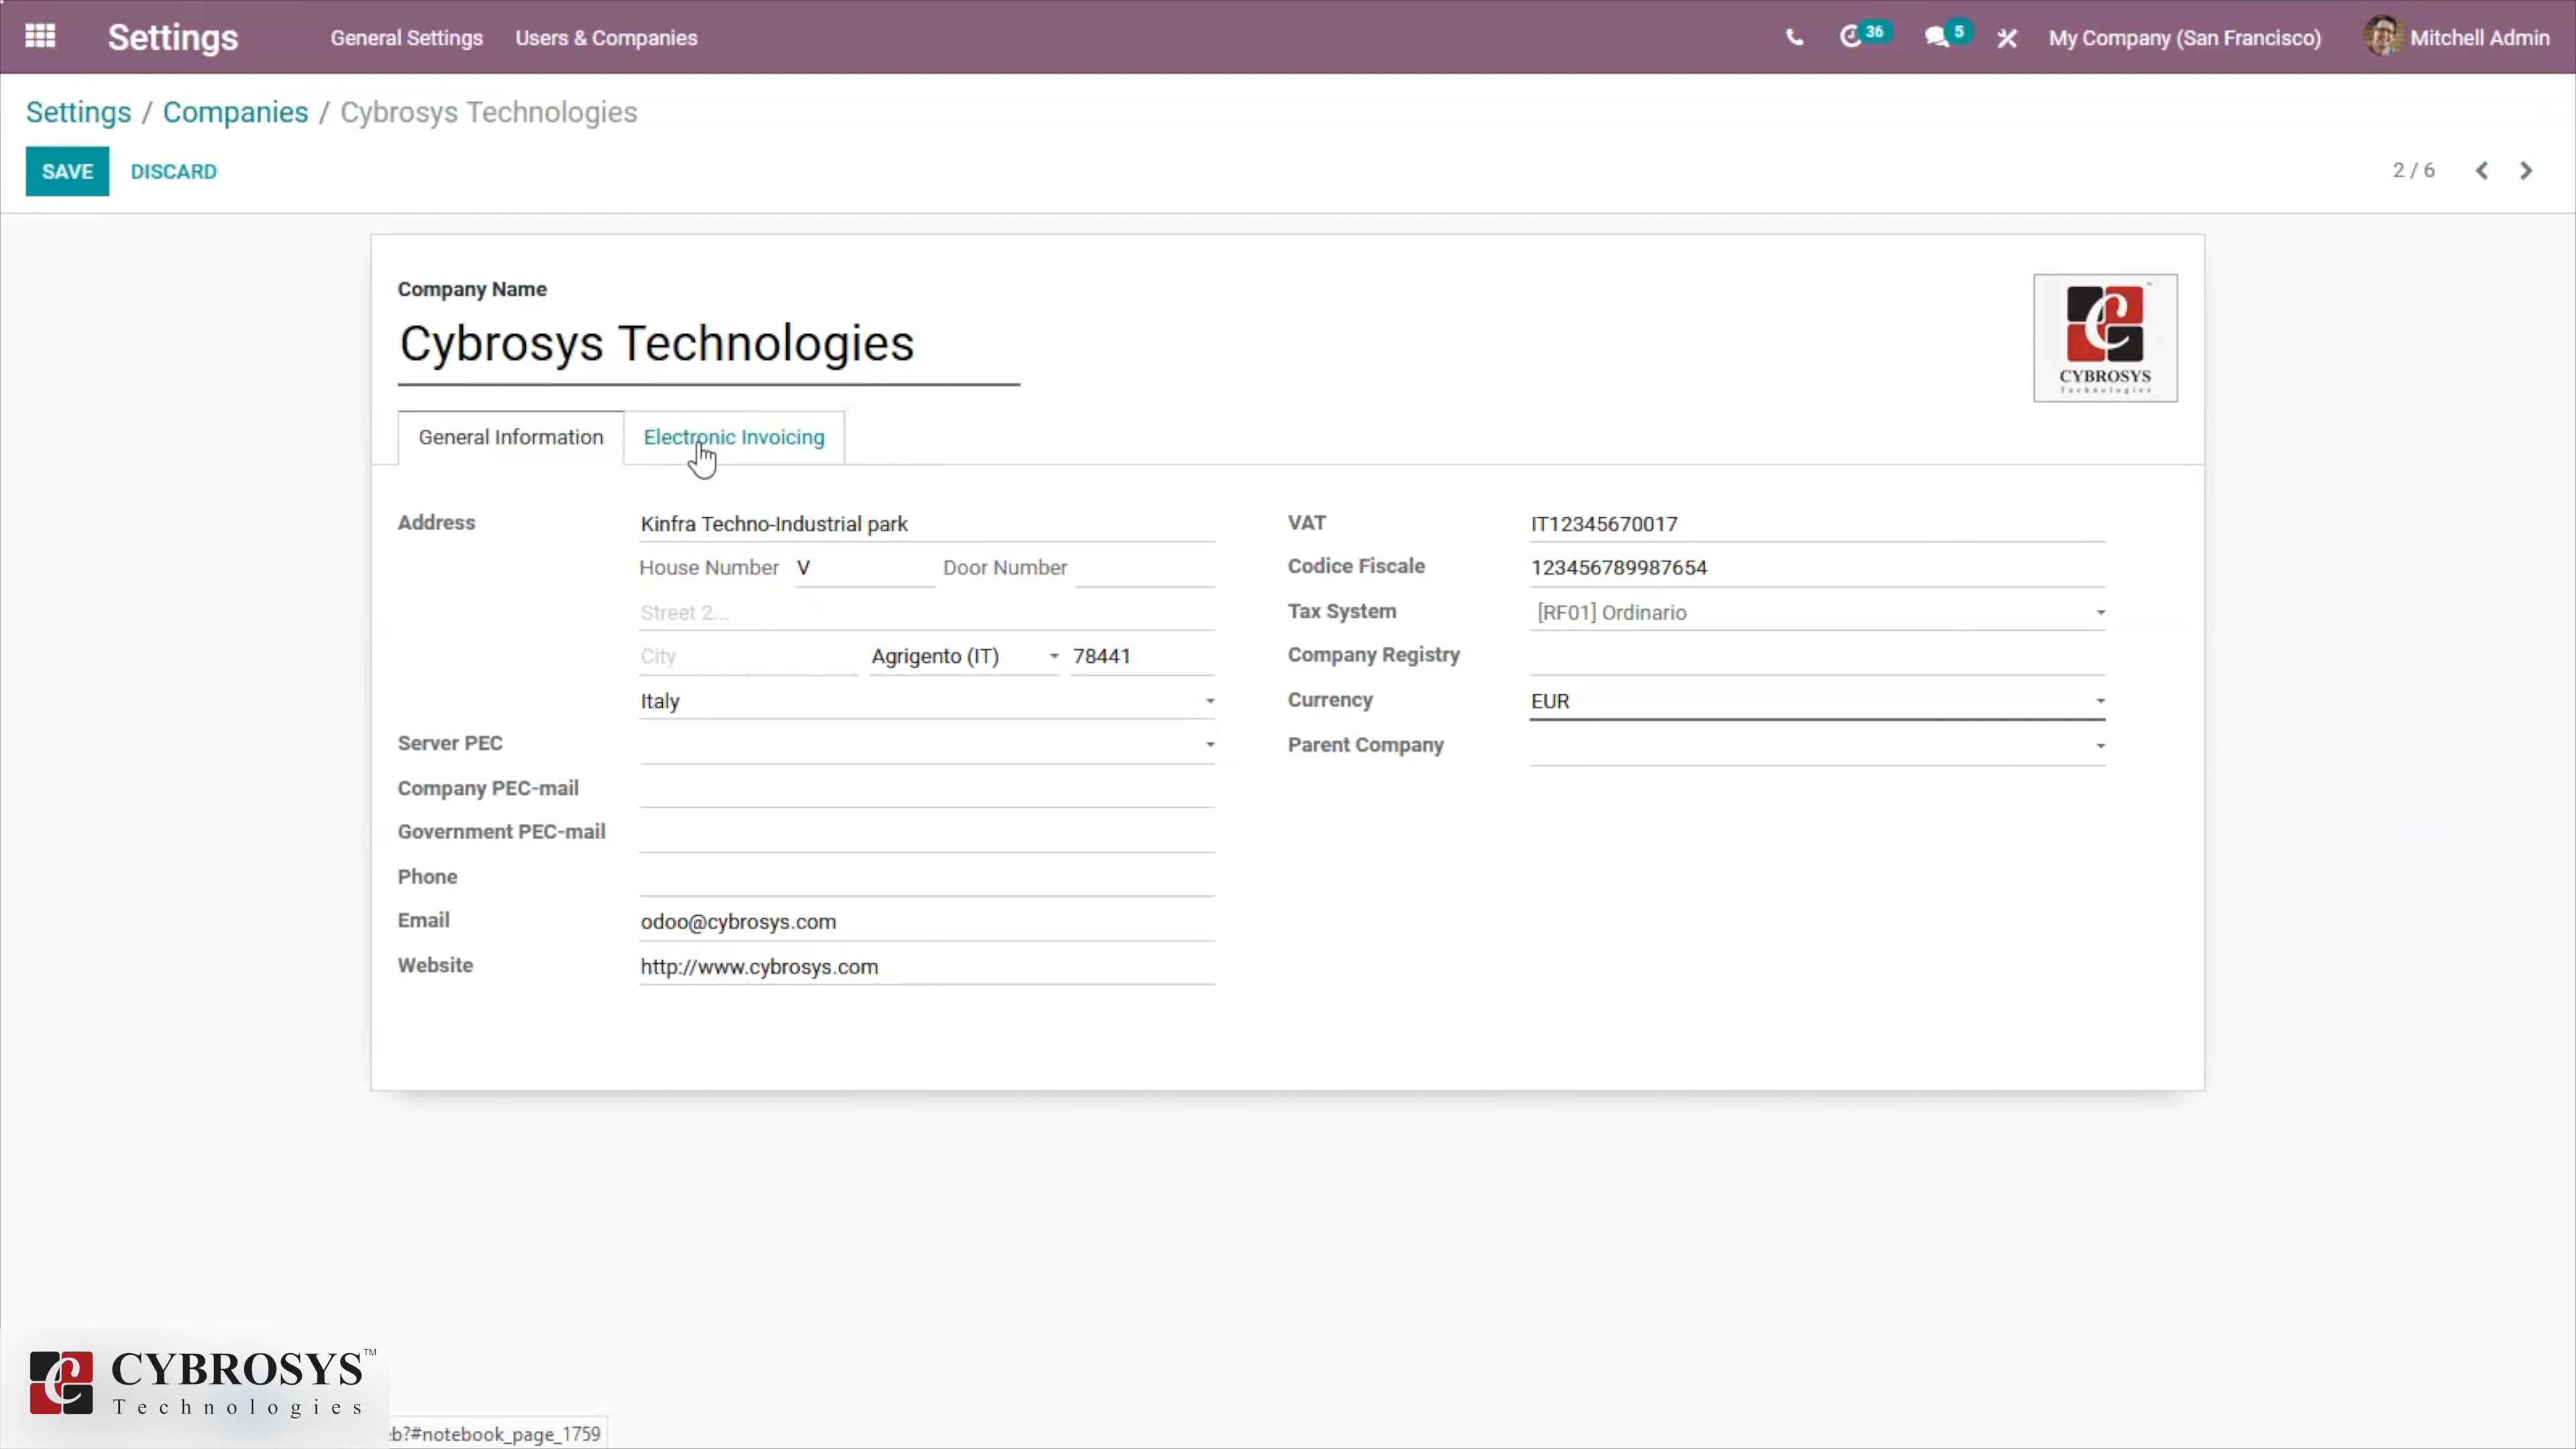 Settings General Settings Users & Companies 36 5 My Company (San Francisco) Mitchell Admin
Settings / Companies / Cybrosys Technologies
SAVE DISCARD 2 / 6
Company Name
Cybrosys Technologies
CYBROSYS
Technologies
General Information Electronic Invoicing
Address Kinfra Techno-Industrial park VAT IT12345670017
House Number V Door Number Codice Fiscale 123456789987654
Street 2... Tax System [RF01] Ordinario
City Agrigento (IT) 78441 Company Registry
Italy Currency EUR
Server PEC Parent Company
Company PEC-mail
Government PEC-mail
Phone
Email odoo@cybrosys.com
Website http://www.cybrosys.com
CYBROSYS™
Technologies
b?#notebook_page_1759